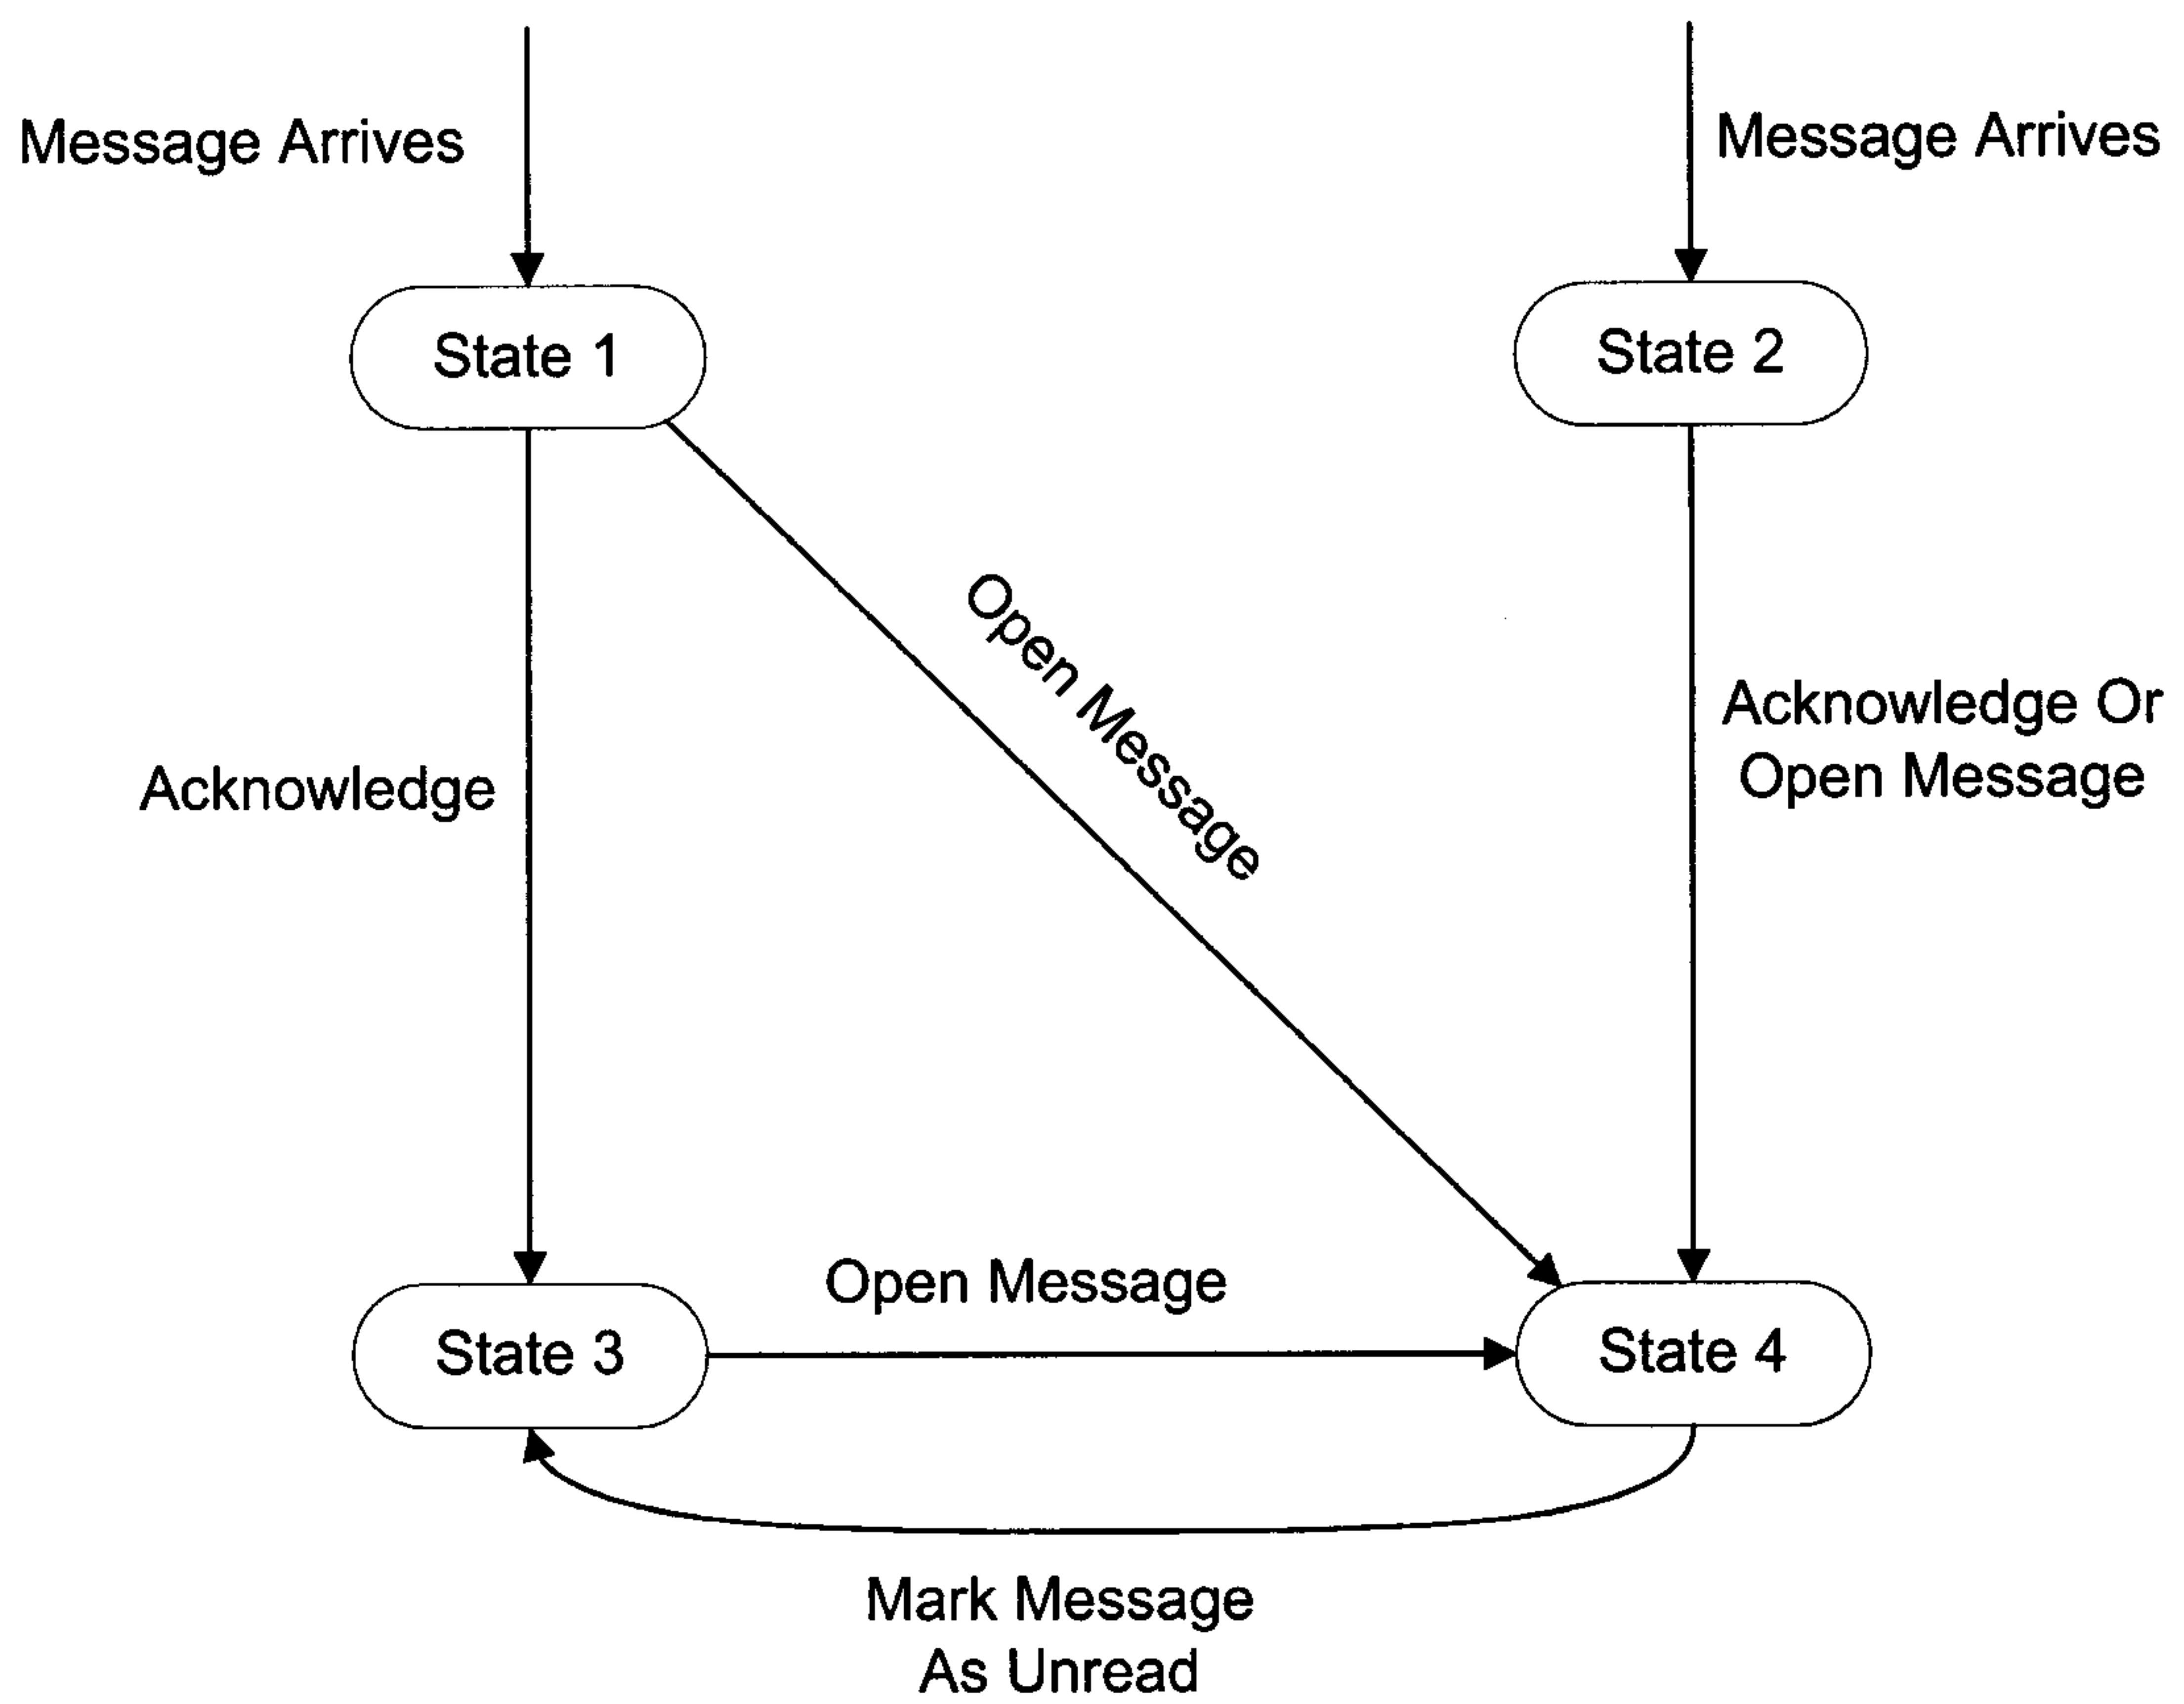 Message Arrives
Message Arrives
State 1
State 2
Open Message
Acknowledge Or
Open Message
Acknowledge
Open Message
State 3
State 4
Mark Message
As Unread